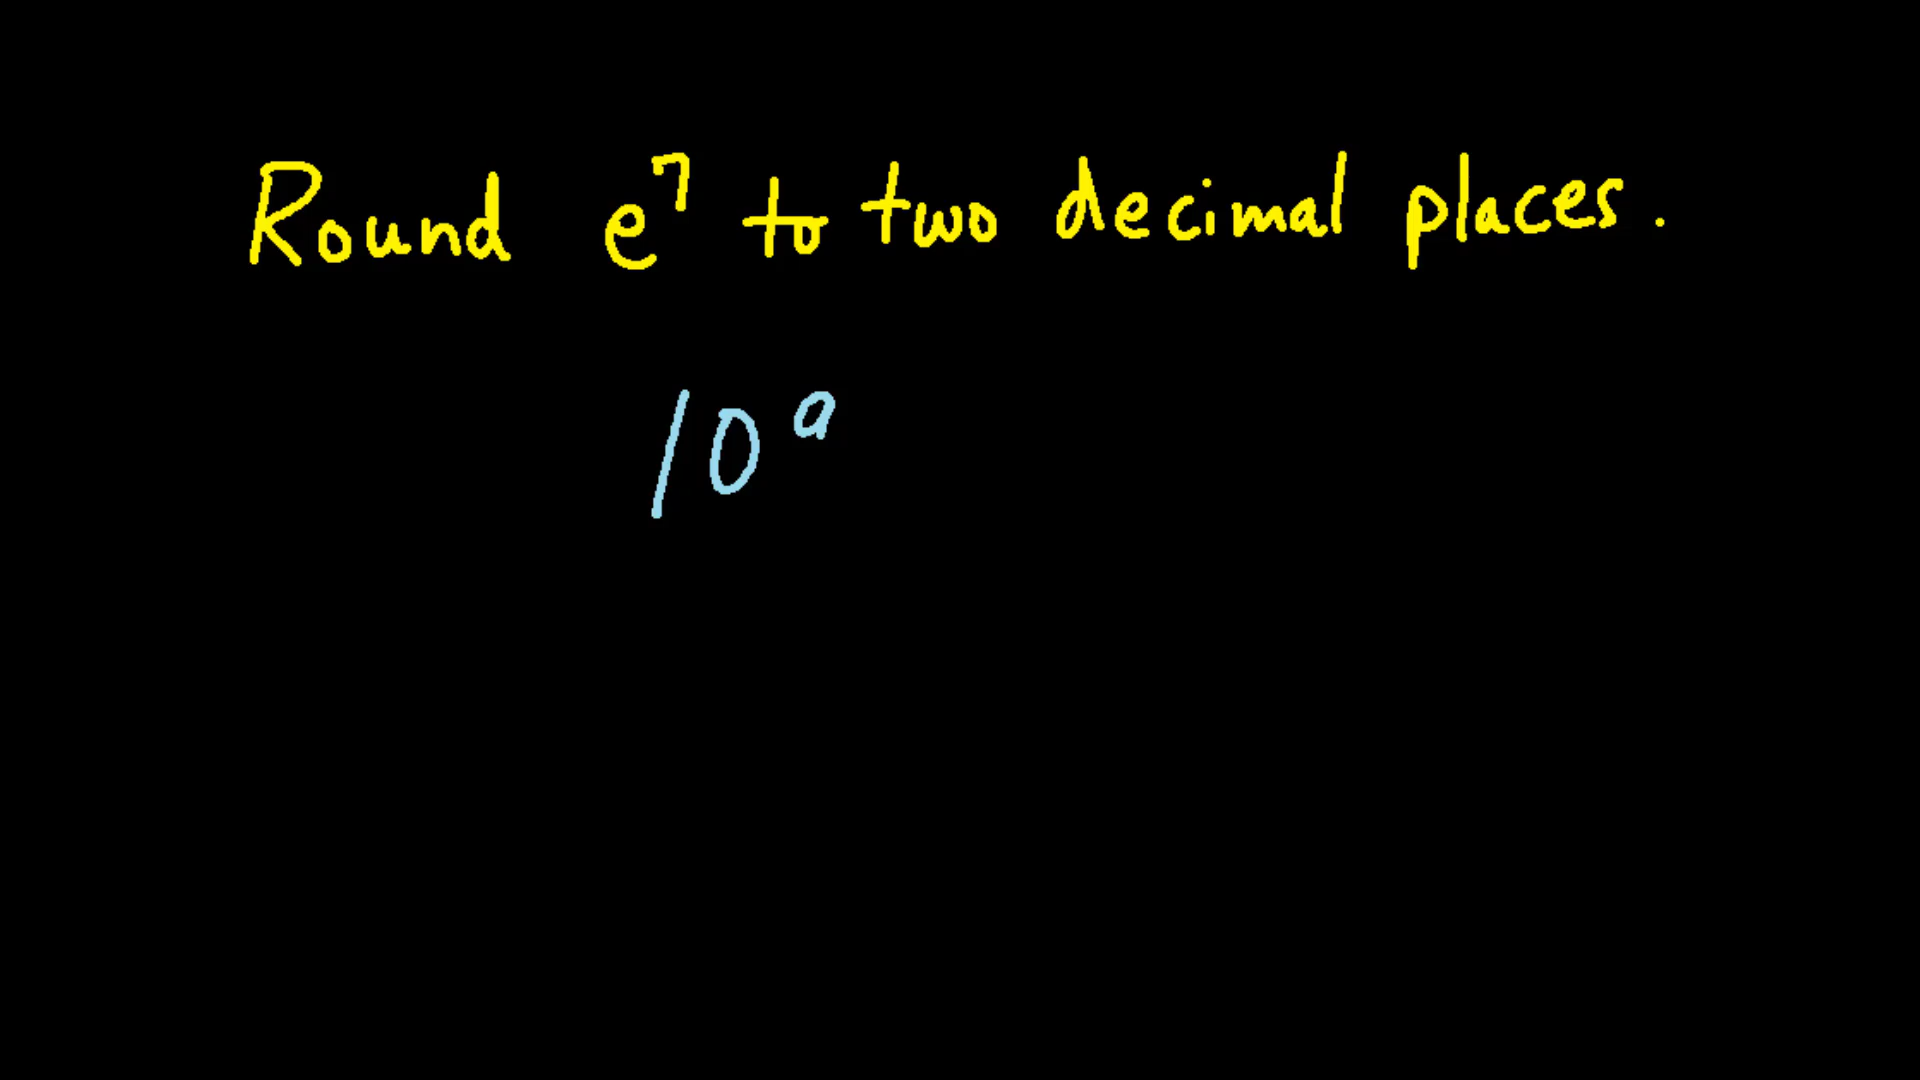 Round e⁷ to two decimal places.
10ᵃ